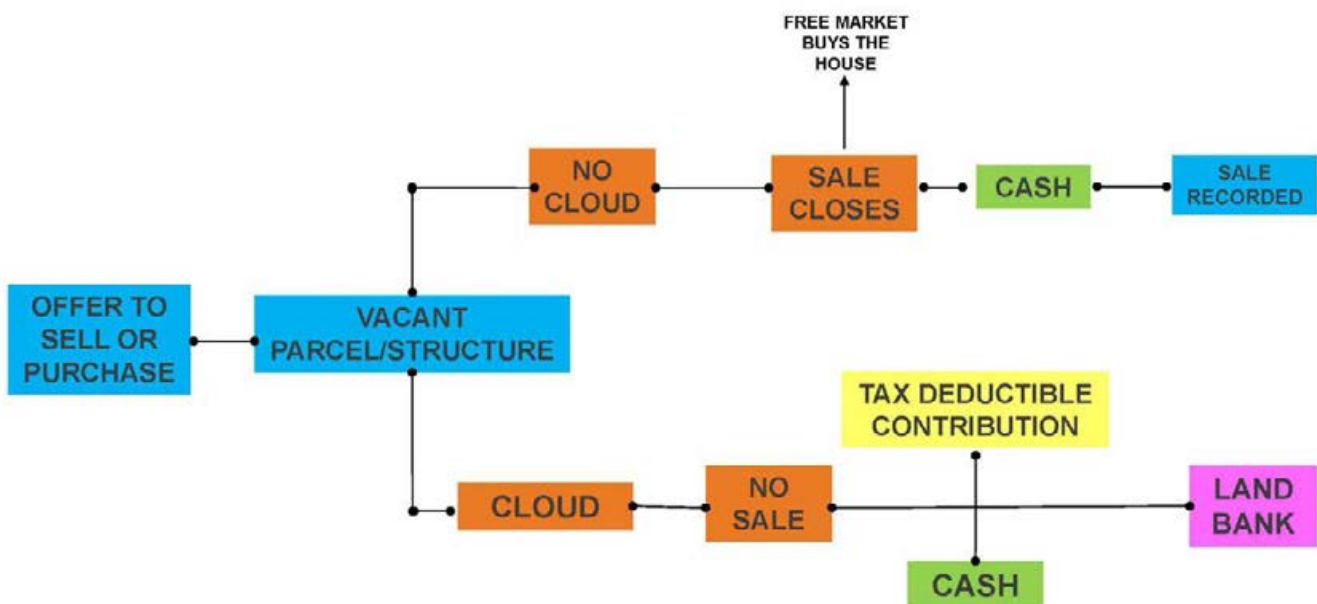 FREE MARKET
BUYS THE
HOUSE
NO
CLOUD
SALE
CLOSES
CASH
SALE
RECORDED
OFFER TO
SELL OR
PURCHASE
VACANT
PARCEL/STRUCTURE
TAX DEDUCTIBLE
CONTRIBUTION
CLOUD
NO
SALE
LAND
BANK
CASH